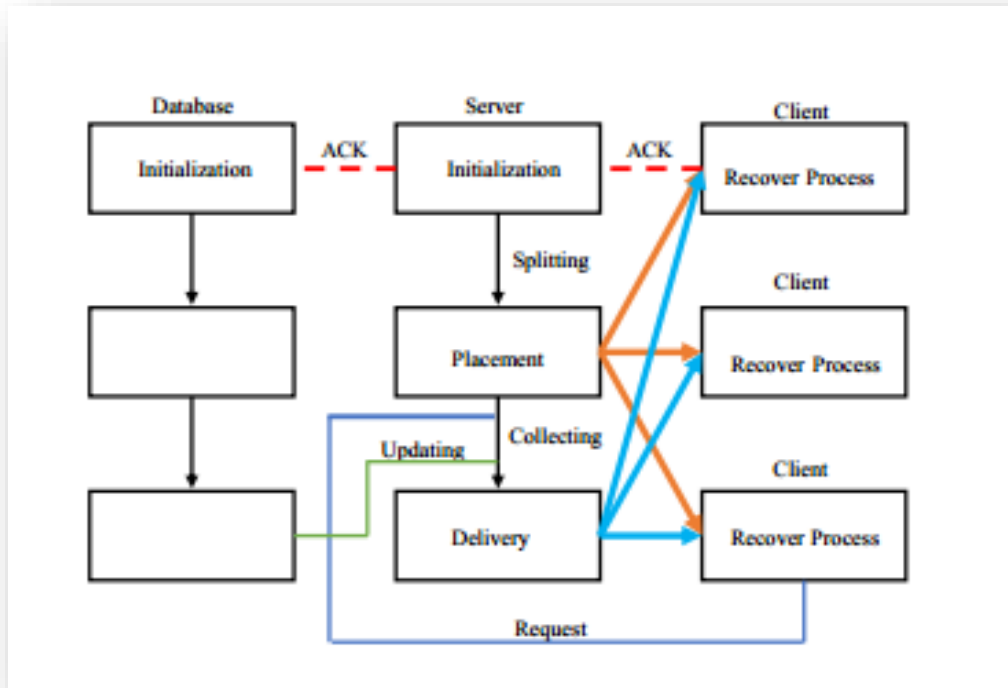 Database
Server
Client
Initialization
ACK
Initialization
ACK
Recover Process
Splitting
Client
Placement
Recover Process
Updating
Collecting
Client
Delivery
Recover Process
Request